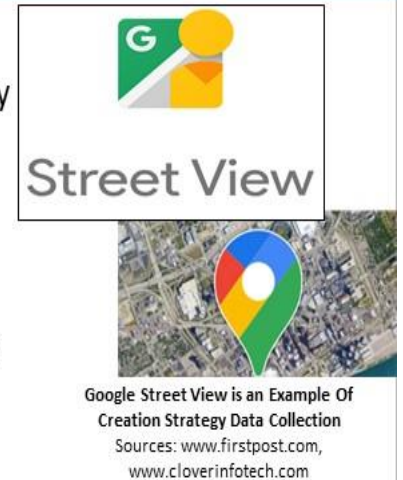 G
y
Street View
Google Street View is an Example Of
Creation Strategy Data Collection
Sources: www.firstpost.com,
www.cloverinfotech.com